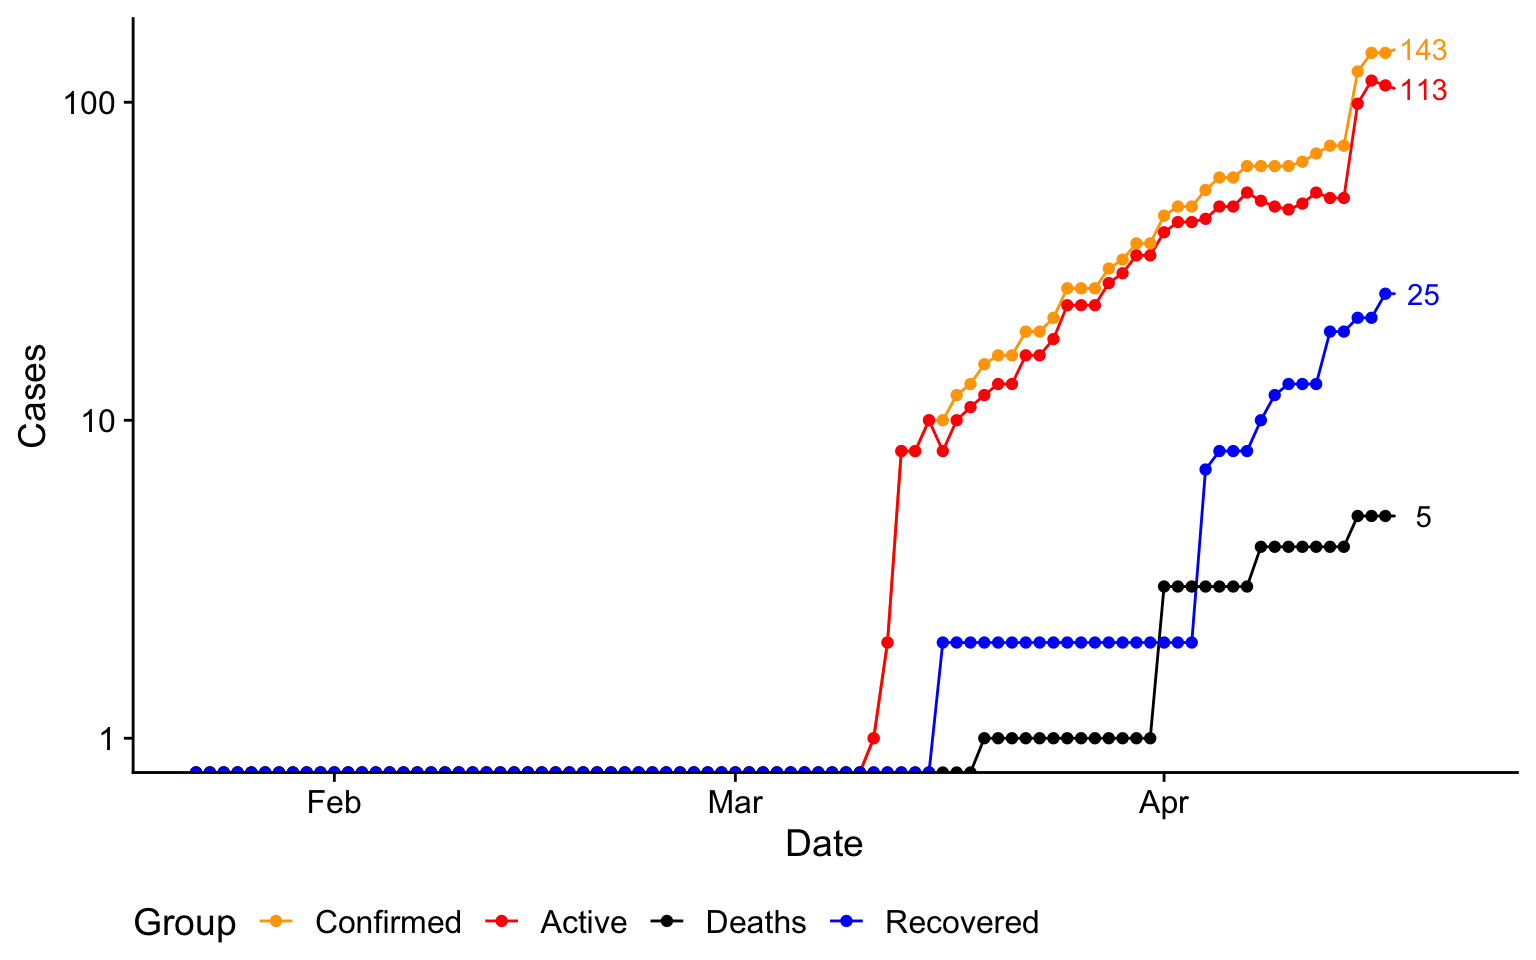 143
113
100
25
5
10
1
Cases
Feb Mar Apr
Date
Group Confirmed Active Deaths Recovered